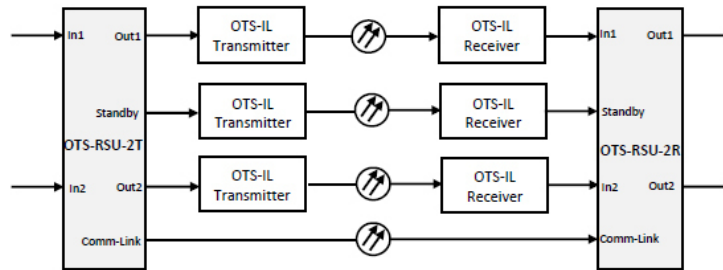 In1
Out1
OTS-IL
Transmitter
OTS-IL
Receiver
In1
Out1
Standby
OTS-IL
Transmitter
OTS-IL
Receiver
Standby
OTS-RSU-2T
OTS-RSU-2R
In2
Out2
OTS-IL
Transmitter
OTS-IL
Receiver
In2
Out2
Comm-Link
Comm-Link